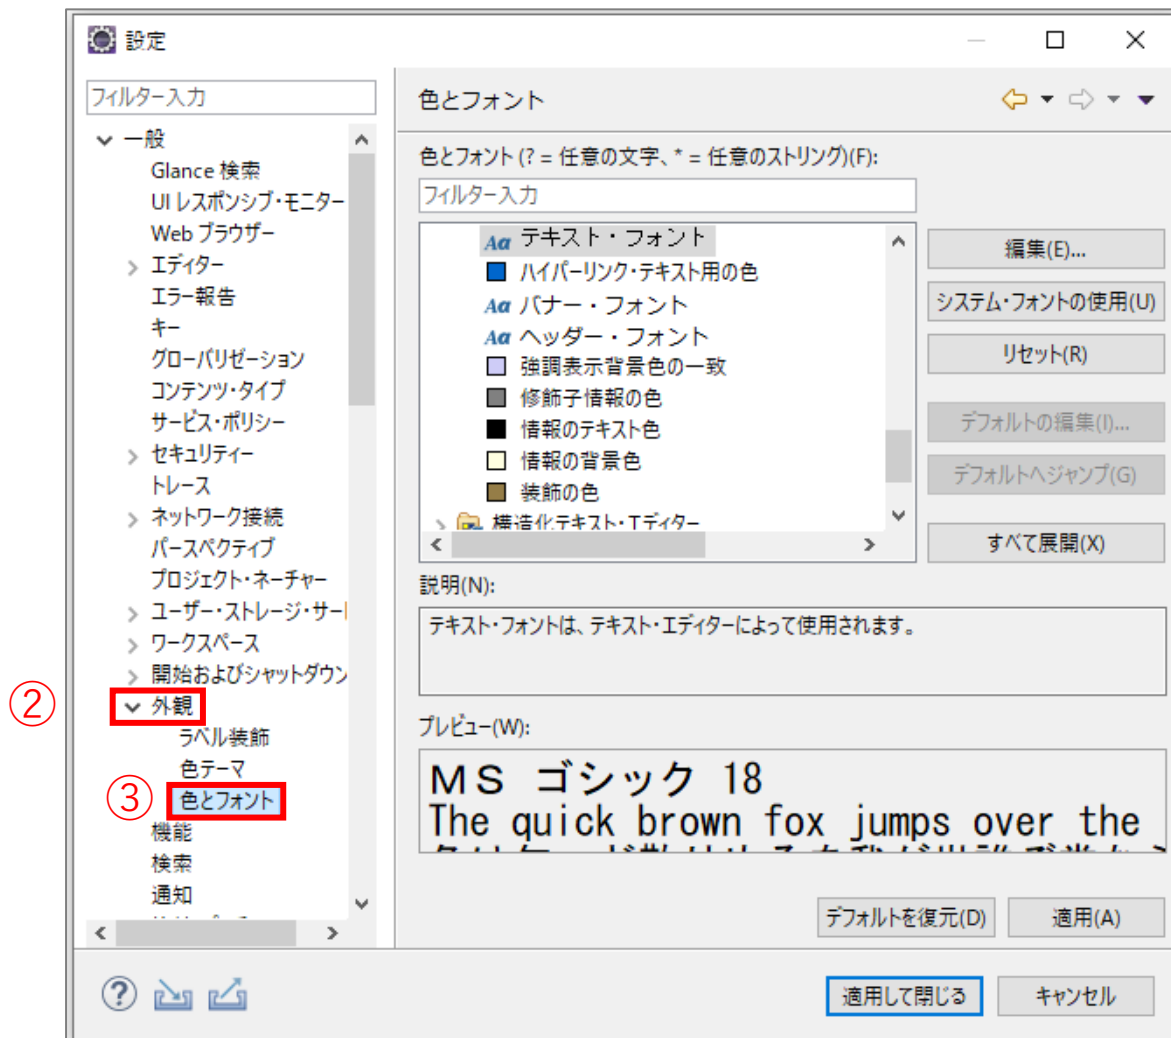 設定
フィルター入力
一般
Glance 検索
UI レスポンシブ・モニター
Web ブラウザー
エディター
エラー報告
キー
グローバリゼーション
コンテンツ・タイプ
サービス・ポリシー
セキュリティー
トレース
ネットワーク接続
パースペクティブ
プロジェクト・ネーチャー
ユーザー・ストレージ・サー
ワークスペース
開始およびシャットダウン
② 外観
ラベル装飾
色テーマ
③ 色とフォント
機能
検索
通知
色とフォント
色とフォント (? = 任意の文字、* = 任意のストリング)(F):
フィルター入力
Aa テキスト・フォント
ハイパーリンク・テキスト用の色
Aa バナー・フォント
Aa ヘッダー・フォント
強調表示背景色の一致
修飾子情報の色
情報のテキスト色
情報の背景色
装飾の色
構造化テキスト・エディター
編集(E)...
システム・フォントの使用(U)
リセット(R)
デフォルトの編集(I)...
デフォルトへジャンプ(G)
すべて展開(X)
説明(N):
テキスト・フォントは、テキスト・エディターによって使用されます。
プレビュー(W):
ＭＳ ゴシック 18
The quick brown fox jumps over the
デフォルトを復元(D)
適用(A)
?
適用して閉じる
キャンセル